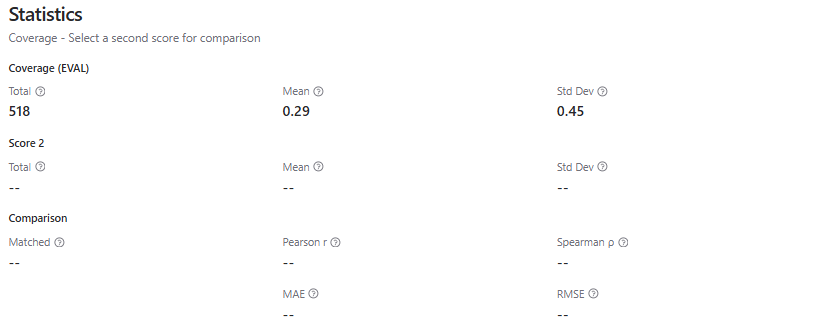 Statistics
Coverage - Select a second score for comparison
Coverage (EVAL)
Total Mean Std Dev
518 0.29 0.45
Score 2
Total Mean Std Dev
-- -- --
Comparison
Matched Pearson r Spearman ρ
-- -- --
MAE RMSE
-- --